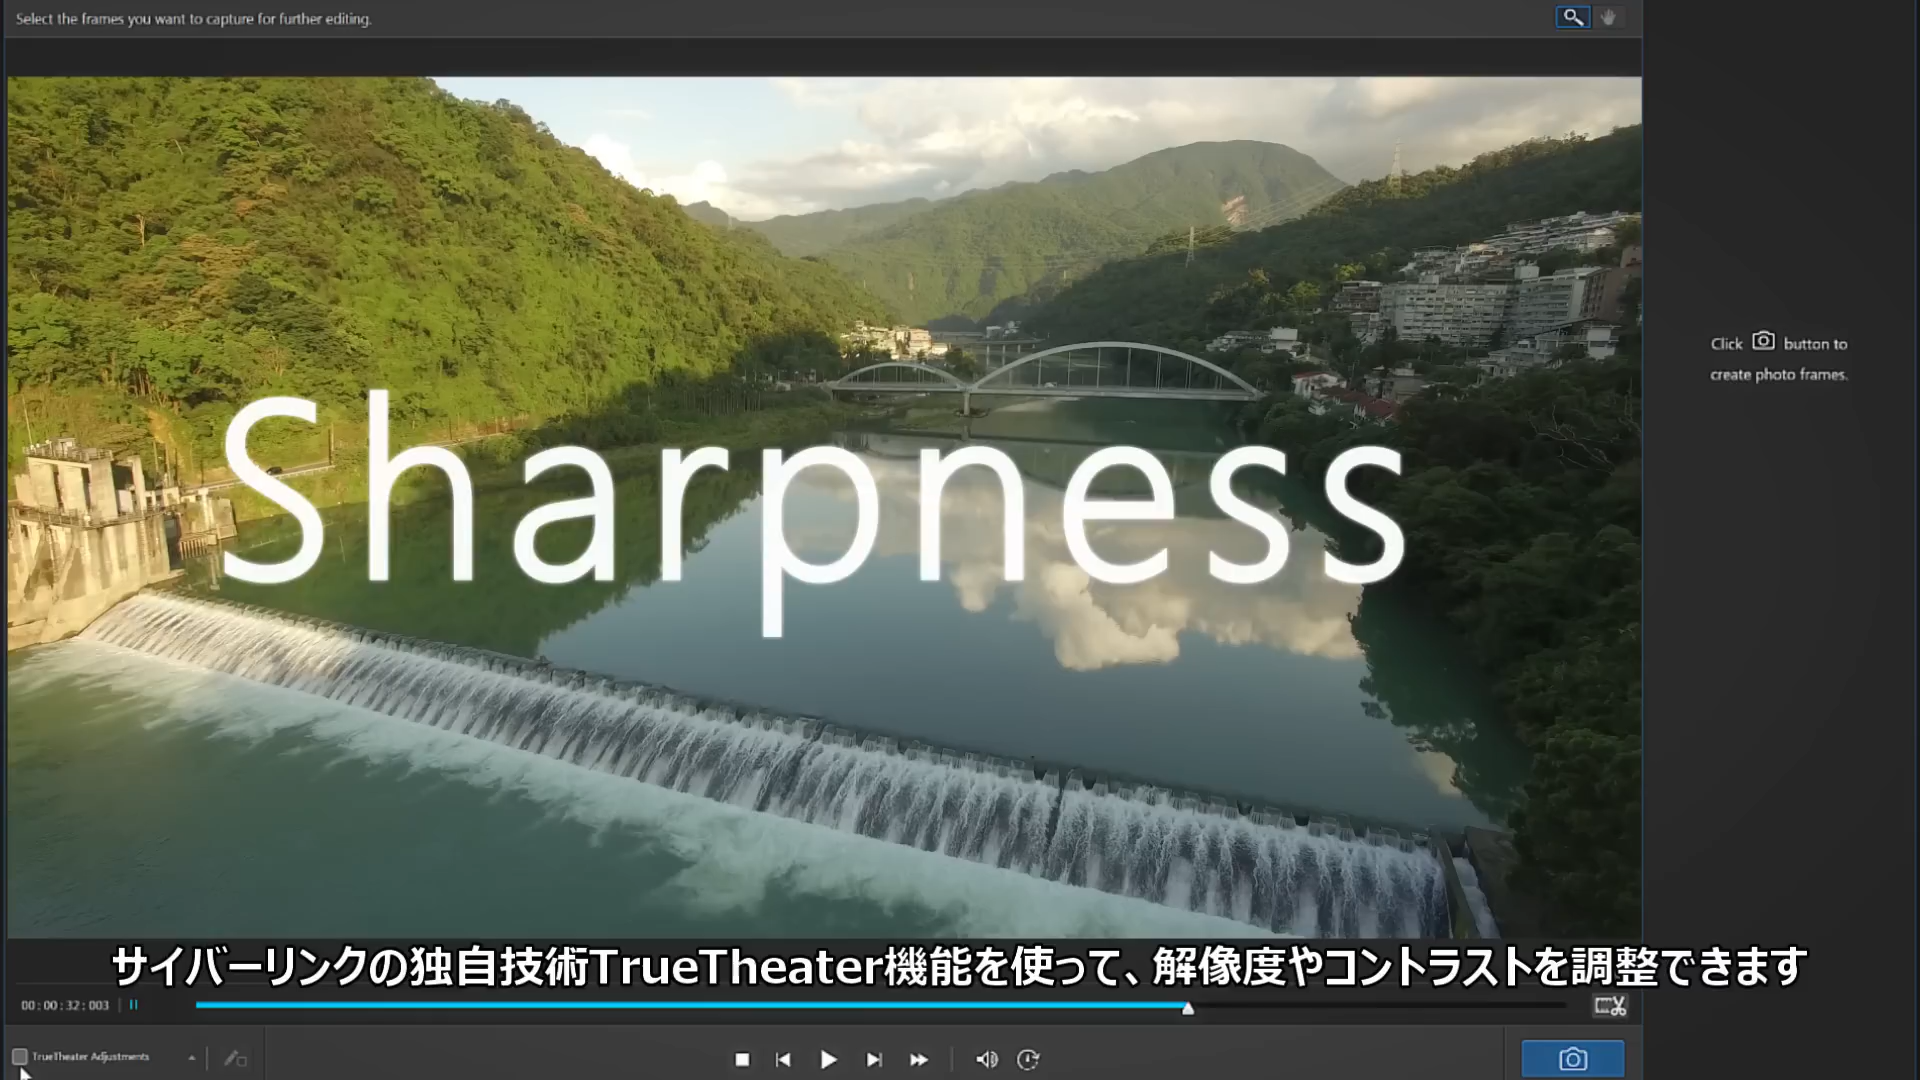 Select the frames you want to capture for further editing.
Click button to
create photo frames.
Sharpness
サイバーリンクの独自技術TrueTheater機能を使って、解像度やコントラストを調整できます
00:00:32:003
TrueTheater Adjustments